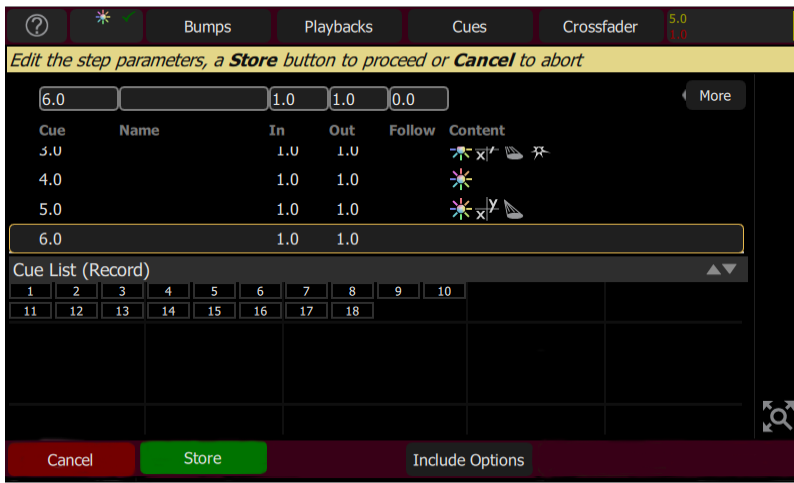 ? Bumps Playbacks Cues Crossfader 5.0
1.0
Edit the step parameters, a Store button to proceed or Cancel to abort
6.0 1.0 1.0 0.0 More
Cue Name In Out Follow Content
3.0 1.0 1.0 x y
4.0 1.0 1.0
5.0 1.0 1.0 x y
6.0 1.0 1.0
Cue List (Record)
1 2 3 4 5 6 7 8 9 10
11 12 13 14 15 16 17 18
Cancel Store Include Options